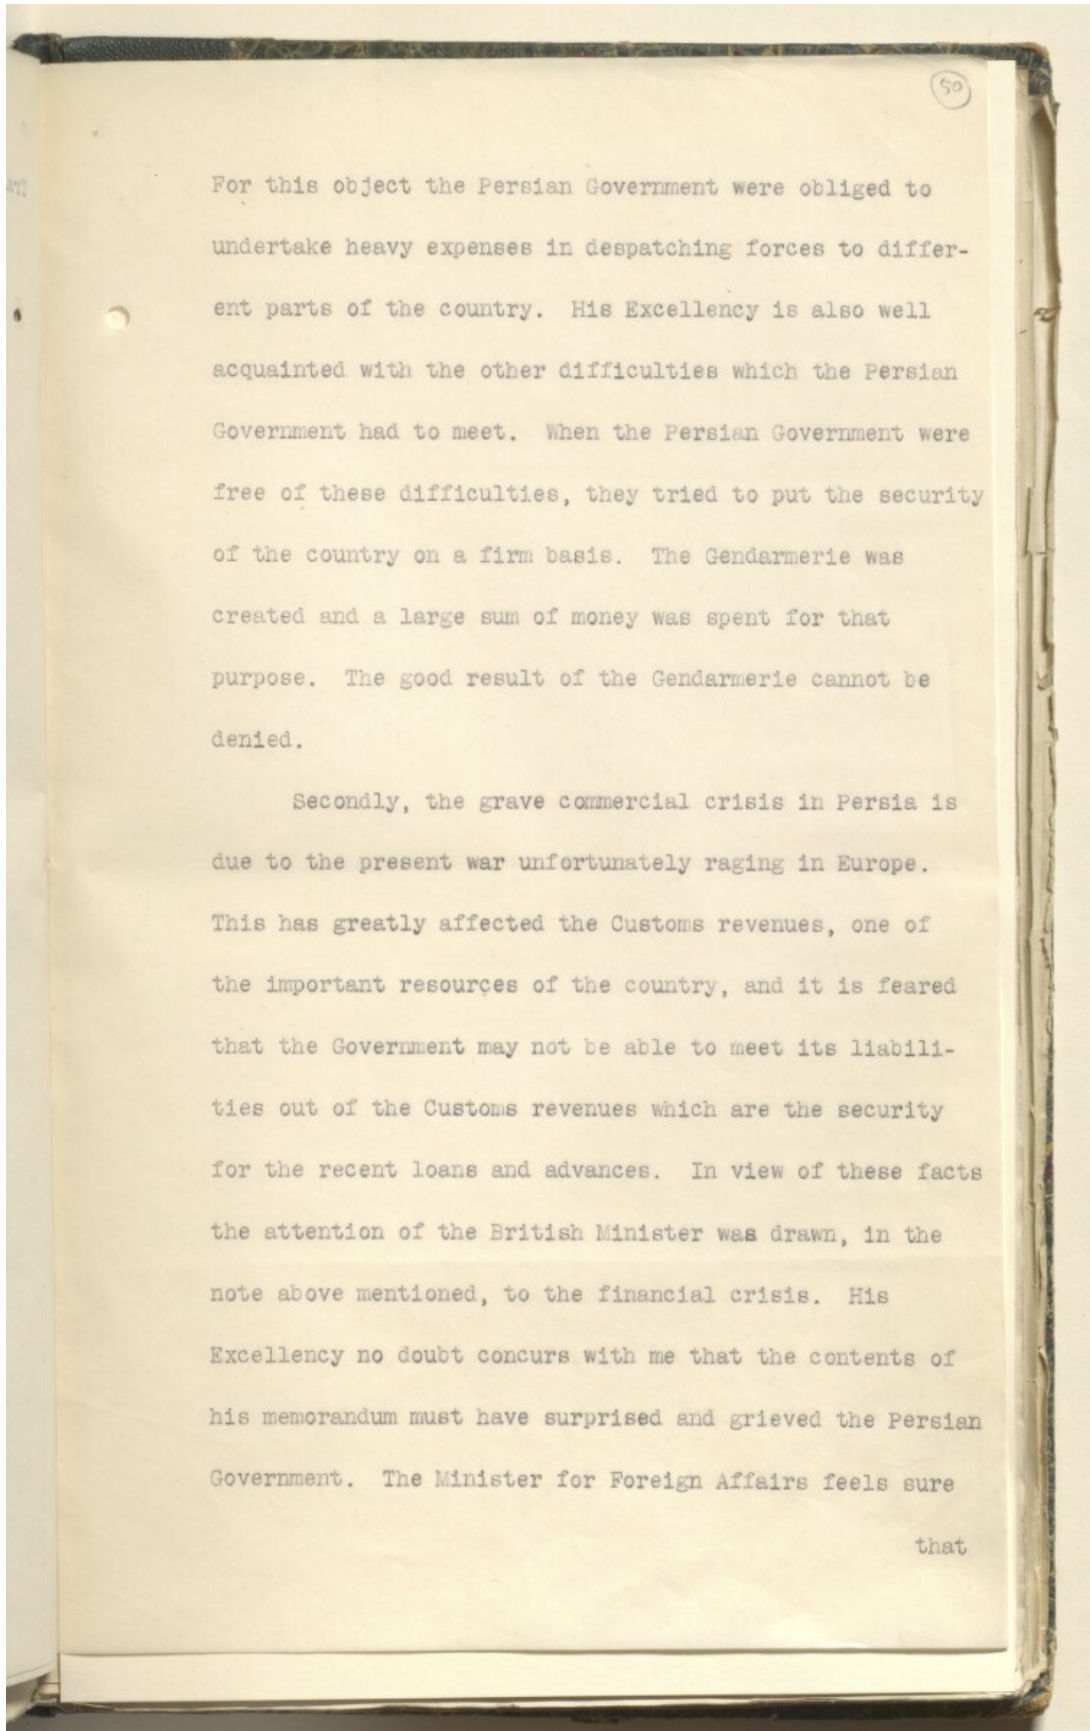 50
For this object the Persian Government were obliged to
undertake heavy expenses in despatching forces to differ-
ent parts of the country. His Excellency is also well
acquainted with the other difficulties which the Persian
Government had to meet. When the Persian Government were
free of these difficulties, they tried to put the security
of the country on a firm basis. The Gendarmerie was
created and a large sum of money was spent for that
purpose. The good result of the Gendarmerie cannot be
denied.
Secondly, the grave commercial crisis in Persia is
due to the present war unfortunately raging in Europe.
This has greatly affected the Customs revenues, one of
the important resources of the country, and it is feared
that the Government may not be able to meet its liabili-
ties out of the Customs revenues which are the security
for the recent loans and advances. In view of these facts
the attention of the British Minister was drawn, in the
note above mentioned, to the financial crisis. His
Excellency no doubt concurs with me that the contents of
his memorandum must have surprised and grieved the Persian
Government. The Minister for Foreign Affairs feels sure
that